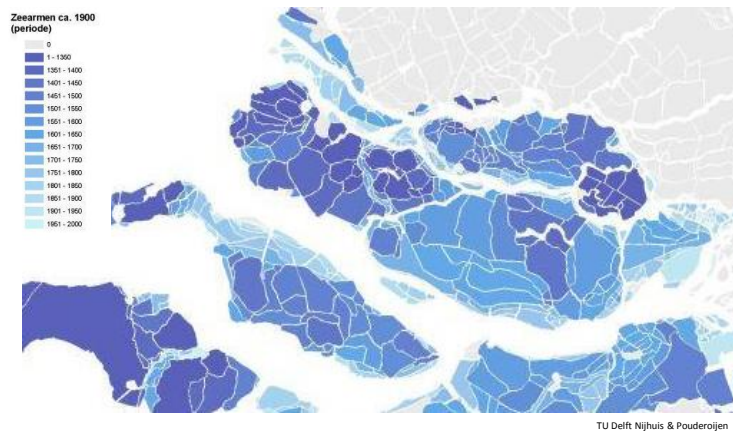 Zeearmen ca. 1900
(periode)
0
1 - 1350
1351 - 1400
1401 - 1450
1451 - 1500
1501 - 1550
1551 - 1600
1601 - 1650
1651 - 1700
1701 - 1750
1751 - 1800
1801 - 1850
1851 - 1900
1901 - 1950
1951 - 2000
TU Delft Nijhuis & Pouderoijen